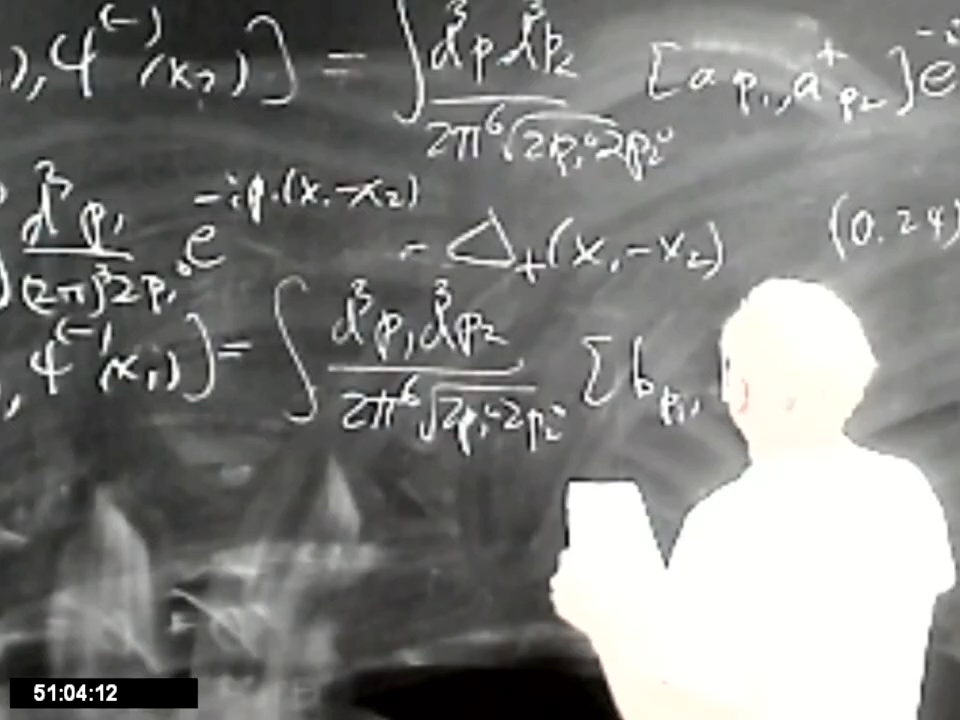 ), ψ^(-)(x₂)] = ∫ d³p₁d³p₂ / 2π⁶√2p₁⁰2p₂⁰ [a_p₁, a⁺_p₂] e^-i
d³p₁ / (2π)³2p₁⁰ e^-ip·(x₁-x₂) = Δ₊(x₁-x₂) (0.24)
, ψ^(-)(x₁)] = ∫ d³p₁d³p₂ / 2π⁶√2p₁⁰2p₂⁰ [b_p₁,
51:04:12